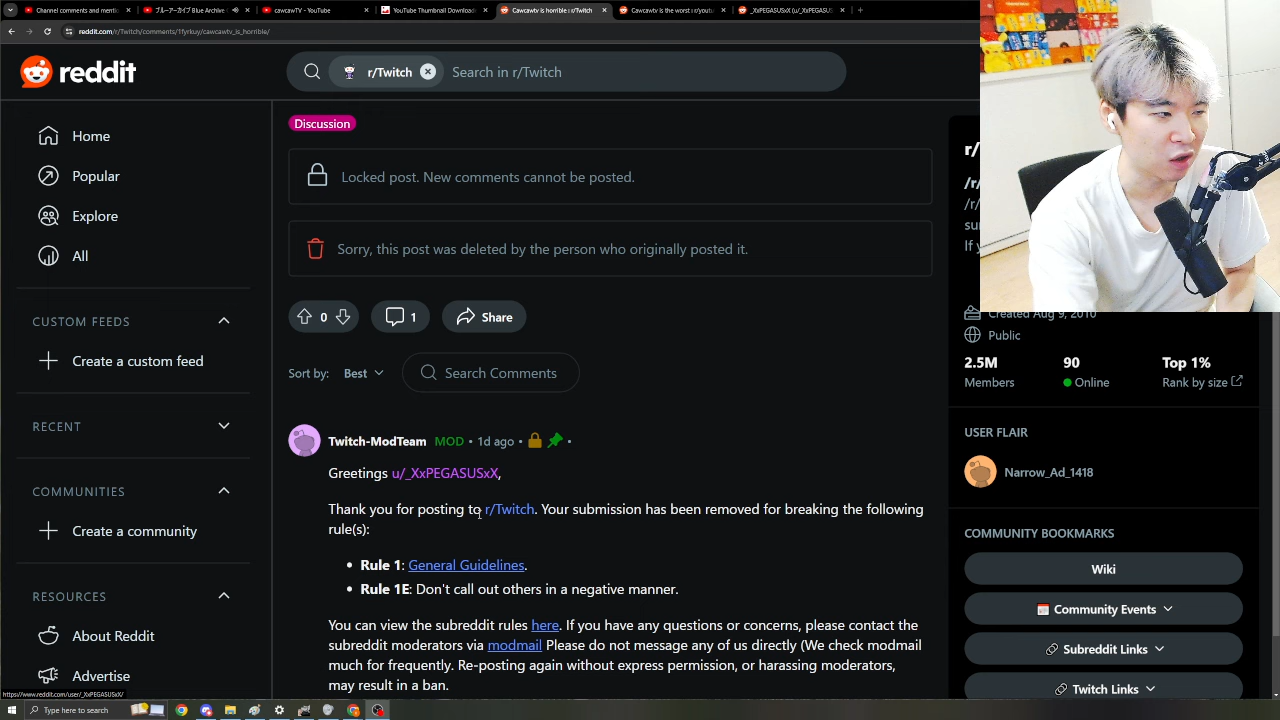 Channel comments and menti
ブルーアーカイブ Blue Archive
cawcawTV - YouTube
YouTube Thumbnail Download
Cawcawtv is horrible : r/Twitch
Cawcawtv is the worst : r/youtu
_XxPEGASUSxX (u/_XxPEGASUS
reddit.com/r/Twitch/comments/1fyrkuy/cawcawtv_is_horrible/
reddit
r/Twitch
Search in r/Twitch
Home
Popular
Explore
All
CUSTOM FEEDS
Create a custom feed
RECENT
COMMUNITIES
Create a community
RESOURCES
About Reddit
Advertise
https://www.reddit.com/user/_XxPEGASUSxX/
Discussion
Locked post. New comments cannot be posted.
Sorry, this post was deleted by the person who originally posted it.
0
1
Share
Sort by:
Best
Search Comments
Twitch-ModTeam MOD • 1d ago •
Greetings u/_XxPEGASUSxX,
Thank you for posting to r/Twitch. Your submission has been removed for breaking the following
rule(s):
• Rule 1: General Guidelines.
• Rule 1E: Don't call out others in a negative manner.
You can view the subreddit rules here. If you have any questions or concerns, please contact the
subreddit moderators via modmail Please do not message any of us directly (We check modmail
much for frequently. Re-posting again without express permission, or harassing moderators,
may result in a ban.
r/
/r
/r/
su
If y
Created Aug 9, 2010
Public
2.5M
90
Top 1%
Members
Online
Rank by size
USER FLAIR
Narrow_Ad_1418
COMMUNITY BOOKMARKS
Wiki
Community Events
Subreddit Links
Twitch Links
Type here to search